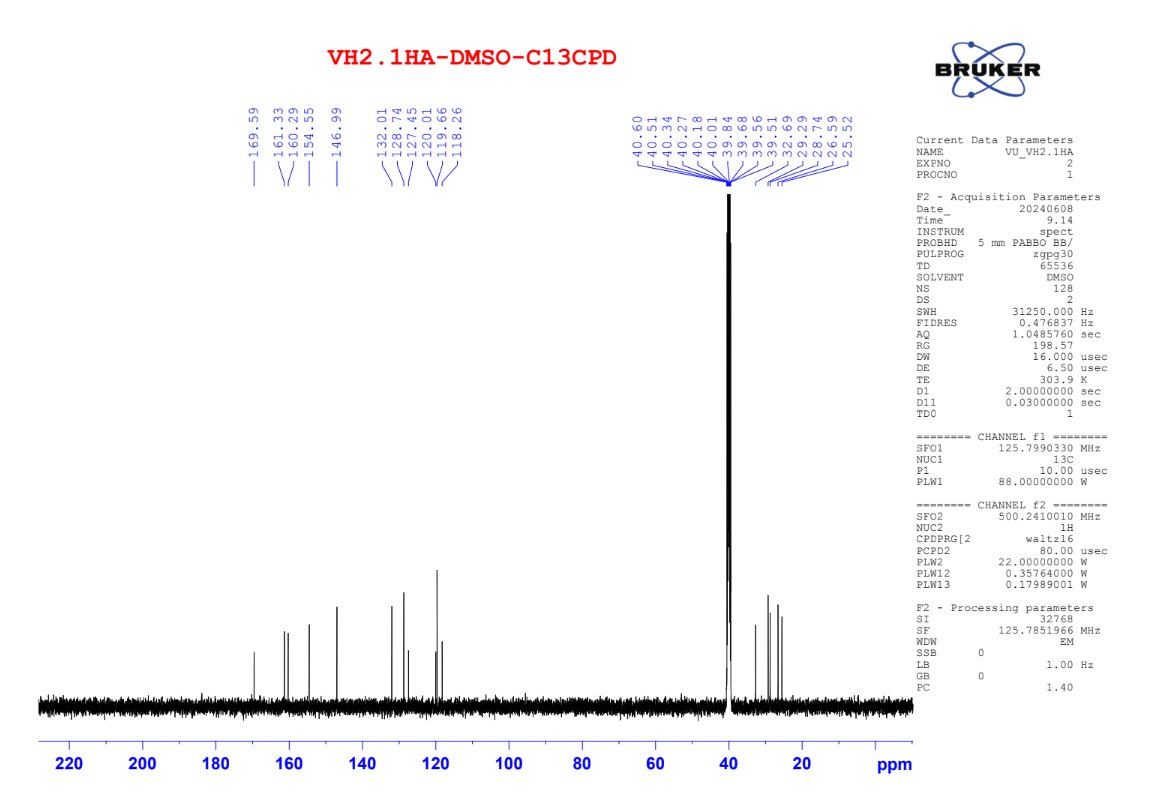 VH2.1HA-DMSO-C13CPD
BRUKER
169.59
161.33
160.29
154.55
146.99
132.01
128.74
127.45
120.01
119.66
118.26
40.60
40.51
40.34
40.27
40.18
40.01
39.84
39.68
39.56
39.51
32.69
29.29
28.74
26.59
25.52
Current Data Parameters
NAME VU_VH2.1HA
EXPNO 2
PROCNO 1
F2 - Acquisition Parameters
Date_ 20240608
Time 9.14
INSTRUM spect
PROBHD 5 mm PABBO BB/
PULPROG zgpg30
TD 65536
SOLVENT DMSO
NS 128
DS 2
SWH 31250.000 Hz
FIDRES 0.476837 Hz
AQ 1.0485760 sec
RG 198.57
DW 16.000 usec
DE 6.50 usec
TE 303.9 K
D1 2.00000000 sec
D11 0.03000000 sec
TD0 1
======== CHANNEL f1 ========
SFO1 125.7990330 MHz
NUC1 13C
P1 10.00 usec
PLW1 88.00000000 W
======== CHANNEL f2 ========
SFO2 500.2410010 MHz
NUC2 1H
CPDPRG[2 waltz16
PCPD2 80.00 usec
PLW2 22.00000000 W
PLW12 0.35764000 W
PLW13 0.17989001 W
F2 - Processing parameters
SI 32768
SF 125.7851966 MHz
WDW EM
SSB 0
LB 1.00 Hz
GB 0
PC 1.40
220 200 180 160 140 120 100 80 60 40 20 ppm